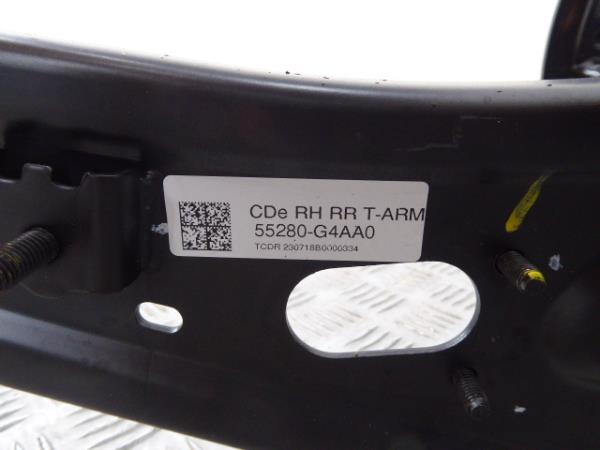 CDe RH RR T-ARM
55280-G4AA0
TCDR 230718B0000334